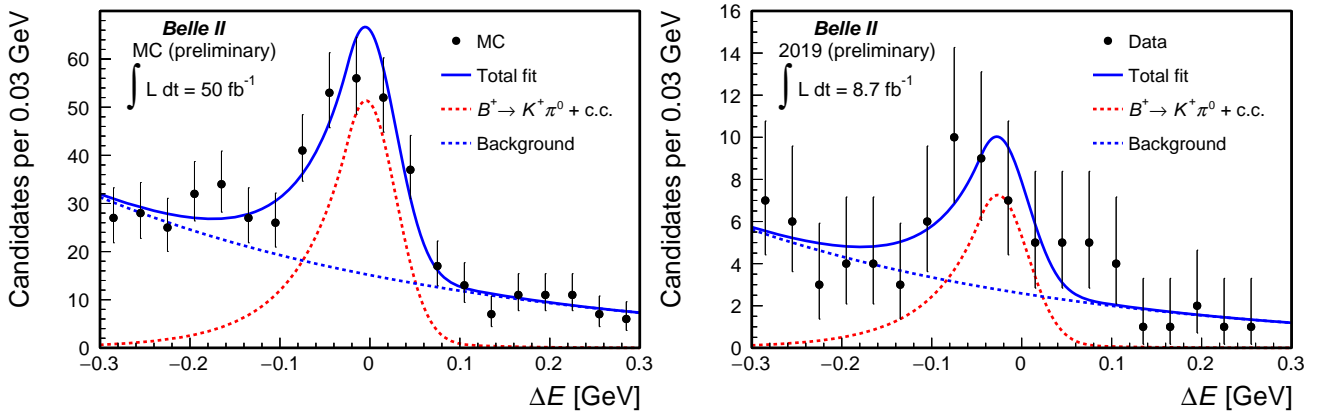 Candidates per 0.03 GeV
60
50
40
30
20
10
0
Belle II
MC (preliminary)
∫ L dt = 50 fb⁻¹
MC
Total fit
B⁺→ K⁺π⁰ + c.c.
Background
−0.3 −0.2 −0.1 0 0.1 0.2 0.3
ΔE [GeV]
Candidates per 0.03 GeV
16
14
12
10
8
6
4
2
0
Belle II
2019 (preliminary)
∫ L dt = 8.7 fb⁻¹
Data
Total fit
B⁺→ K⁺π⁰ + c.c.
Background
−0.3 −0.2 −0.1 0 0.1 0.2 0.3
ΔE [GeV]